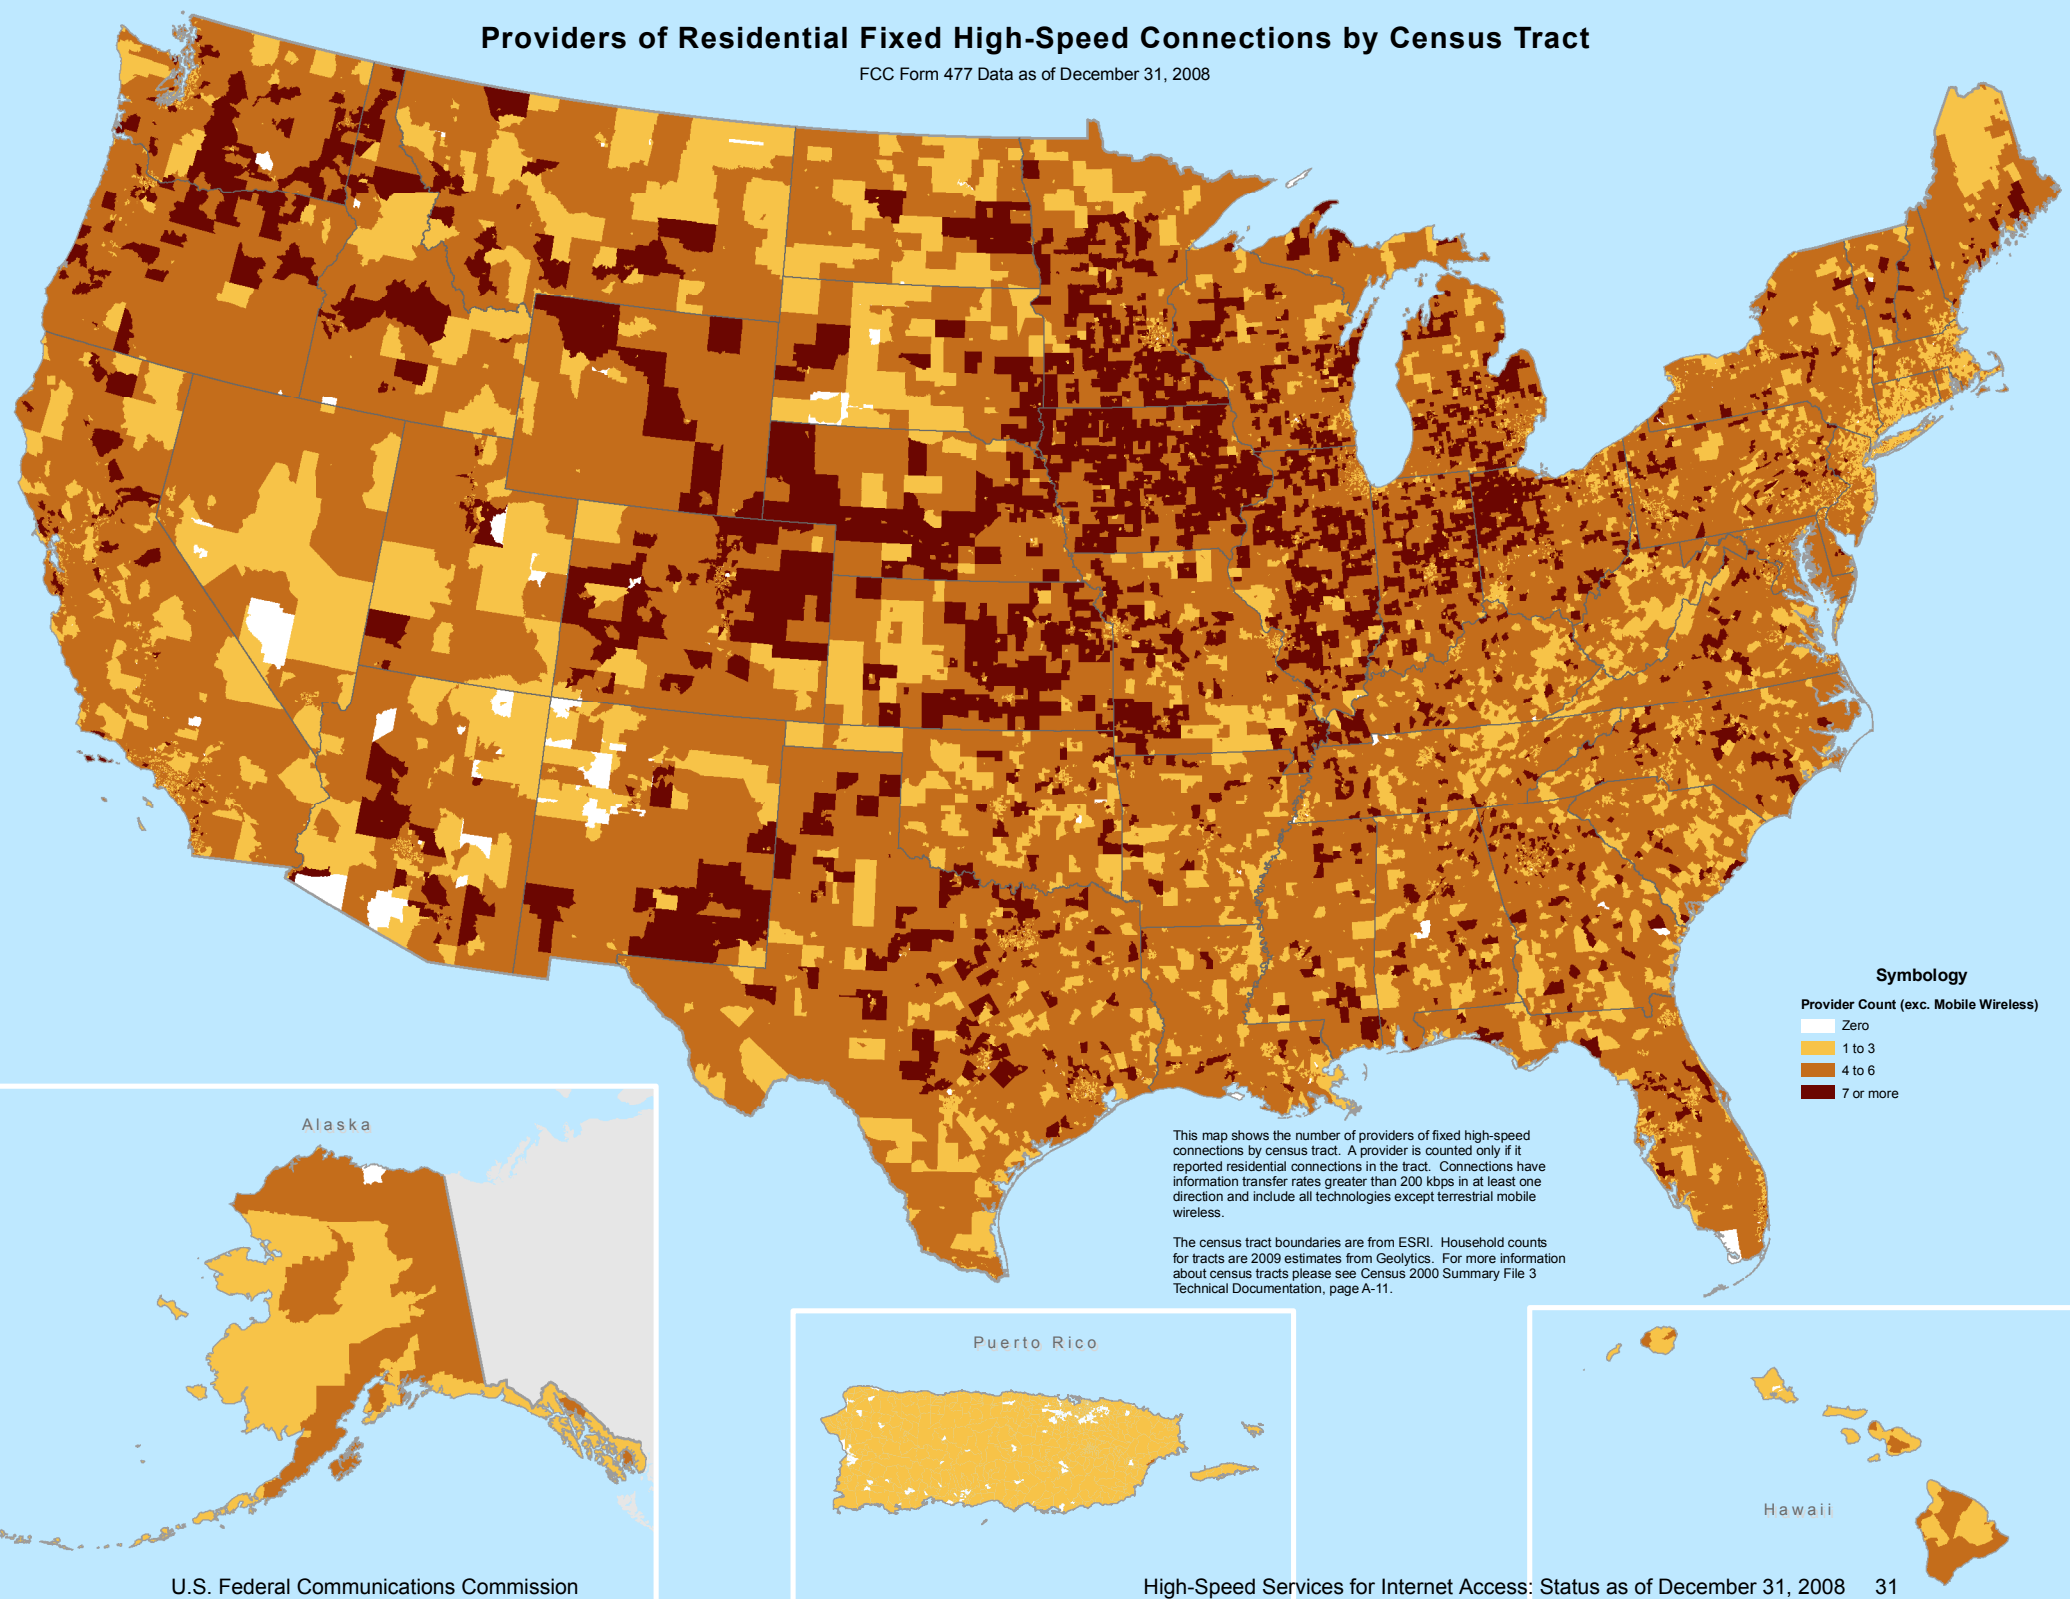 Providers of Residential Fixed High-Speed Connections by Census Tract
FCC Form 477 Data as of December 31, 2008
Symbology
Provider Count (exc. Mobile Wireless)
Zero
1 to 3
4 to 6
7 or more
Alaska
This map shows the number of providers of fixed high-speed
connections by census tract. A provider is counted only if it
reported residential connections in the tract. Connections have
information transfer rates greater than 200 kbps in at least one
direction and include all technologies except terrestrial mobile
wireless.
The census tract boundaries are from ESRI. Household counts
for tracts are 2009 estimates from Geolytics. For more information
about census tracts please see Census 2000 Summary File 3
Technical Documentation, page A-11.
Puerto Rico
Hawaii
U.S. Federal Communications Commission
High-Speed Services for Internet Access: Status as of December 31, 2008 31